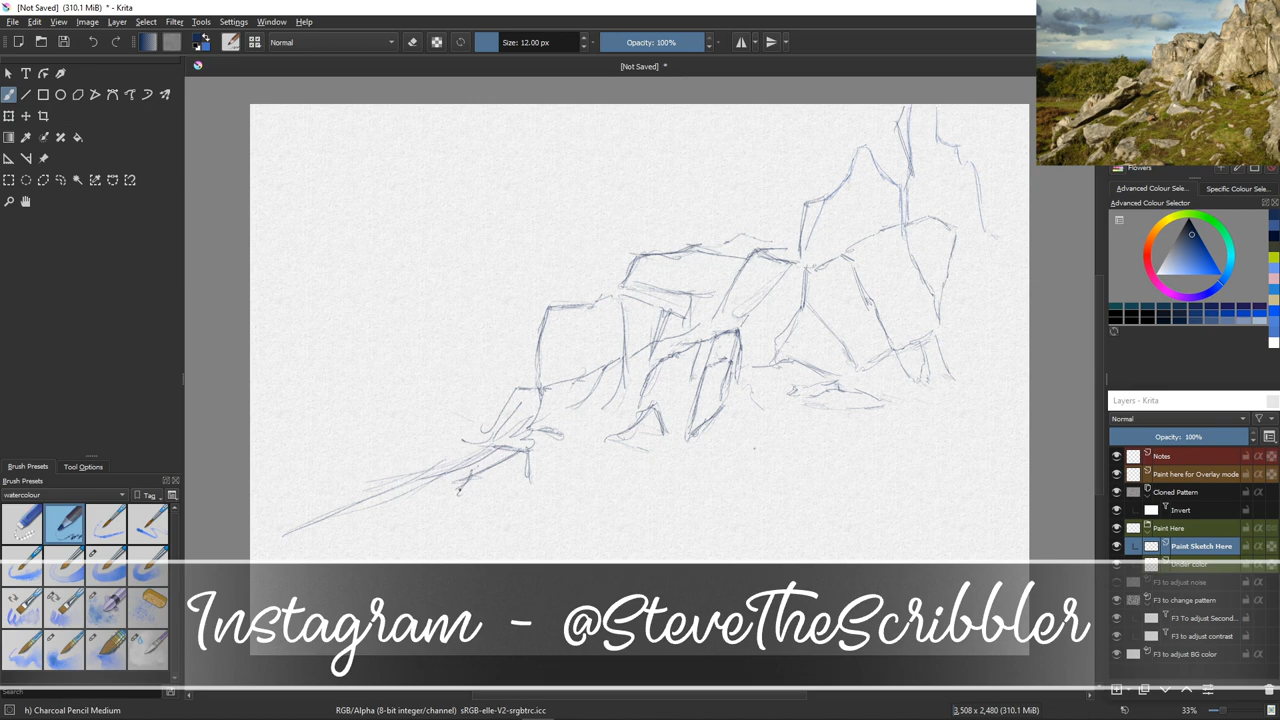 [Not Saved] (310.1 MiB) * - Krita
File Edit View Image Layer Select Filter Tools Settings Window Help
Normal
Size: 12.00 px
Opacity: 100%
[Not Saved] *
Flowers
Advanced Colour Sele...
Specific Colour Sele...
Advanced Colour Selector
Layers - Krita
Normal
Opacity: 100%
Notes
Paint here for Overlay mode
Cloned Pattern
Invert
Paint Here
Paint Sketch Here
Under color
F3 to adjust noise
F3 to change pattern
F3 To adjust Second...
F3 to adjust contrast
F3 to adjust BG color
Brush Presets
Tool Options
Brush Presets
watercolour
Tag
Search
Instagram - @SteveTheScribbler
h) Charcoal Pencil Medium
RGB/Alpha (8-bit integer/channel) sRGB-elle-V2-srgbtrc.icc
3,508 x 2,480 (310.1 MiB)
33%